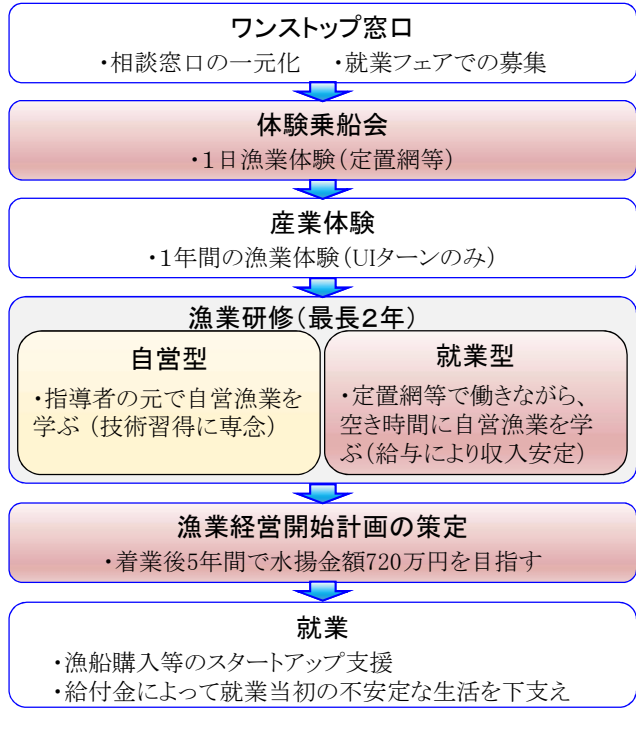 ワンストップ窓口
・相談窓口の一元化　・就業フェアでの募集
体験乗船会
・１日漁業体験（定置網等）
産業体験
・１年間の漁業体験（UIターンのみ）
漁業研修（最長２年）
自営型
・指導者の元で自営漁業を
学ぶ（技術習得に専念）
就業型
・定置網等で働きながら、
空き時間に自営漁業を学
ぶ（給与により収入安定）
漁業経営開始計画の策定
・着業後5年間で水揚金額720万円を目指す
就業
・漁船購入等のスタートアップ支援
・給付金によって就業当初の不安定な生活を下支え